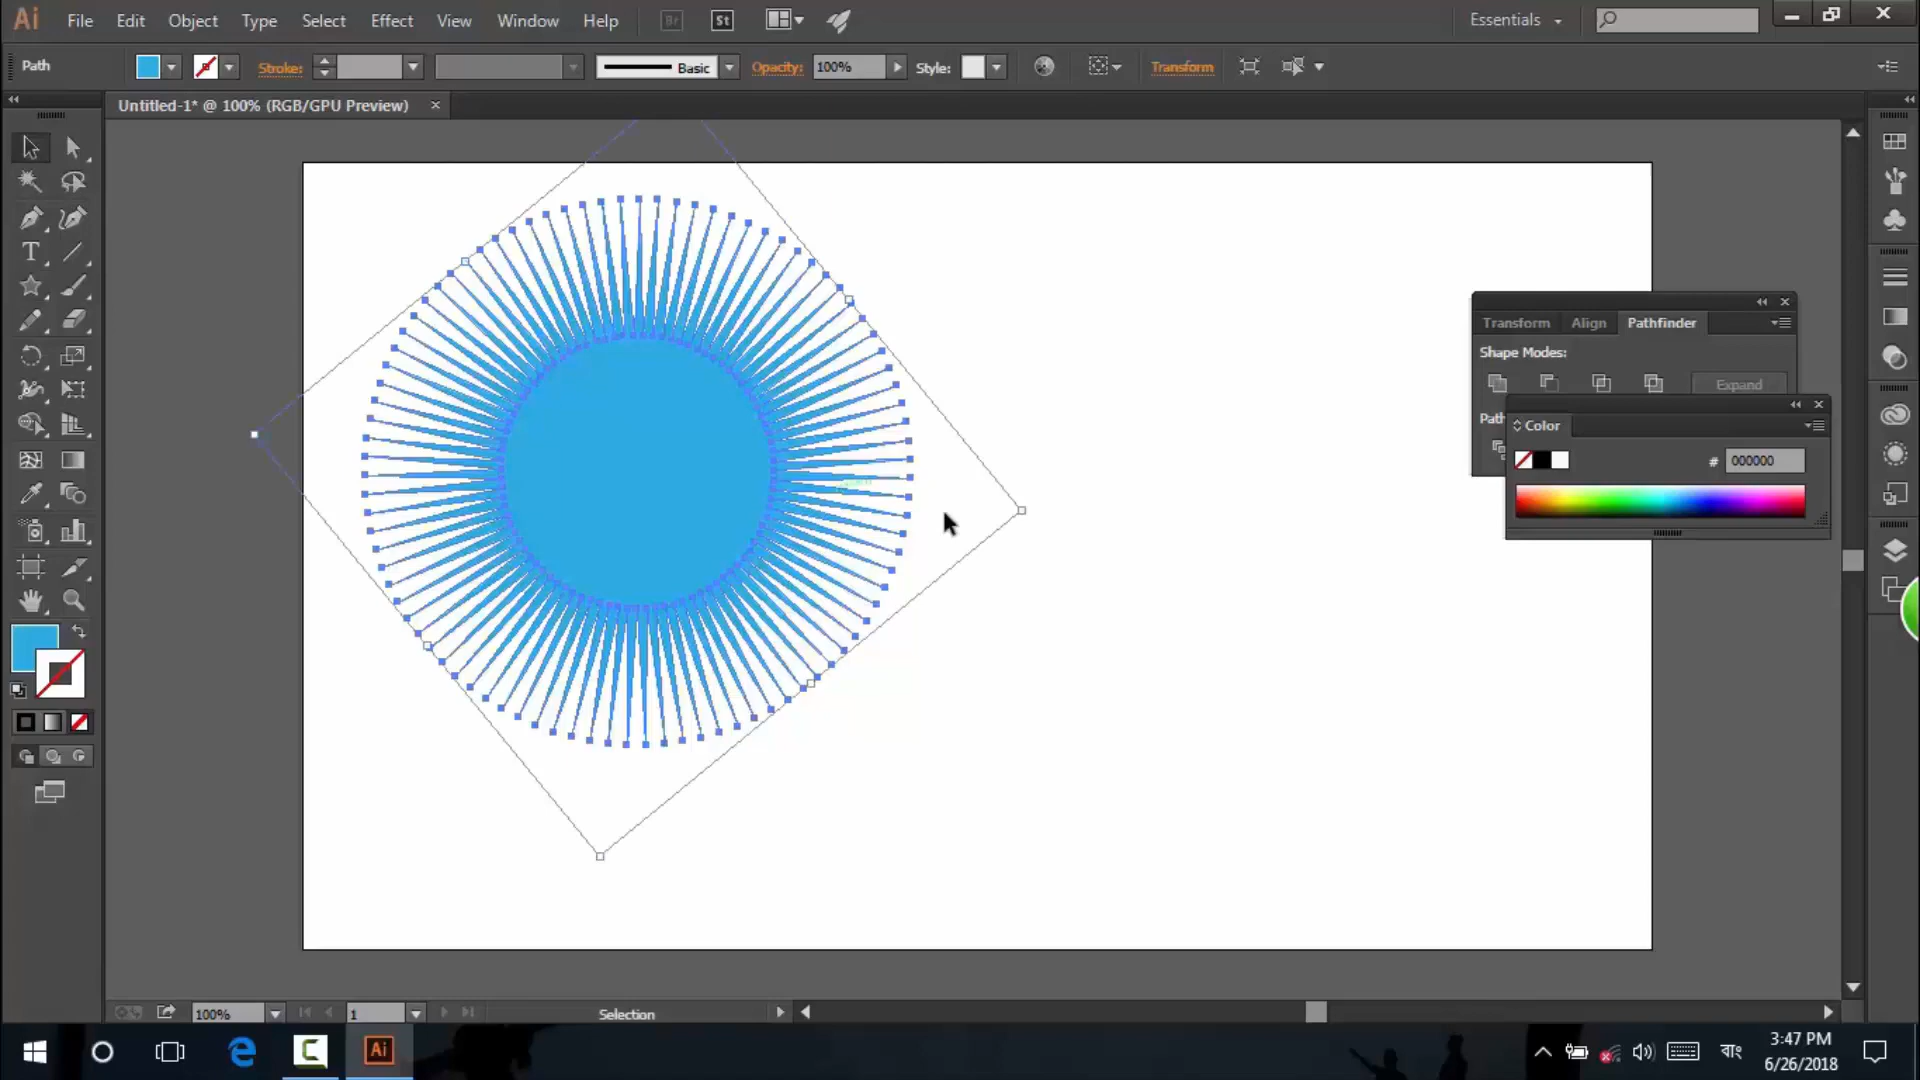 Ai File Edit Object Type Select Effect View Window Help Br St Essentials
Path Stroke: Basic Opacity: 100% Style: Transform
Untitled-1* @ 100% (RGB/GPU Preview)
Transform Align Pathfinder
Shape Modes:
Expand
Path
Color
# 000000
100% 1 Selection
Ai
বাং
3:47 PM
6/26/2018